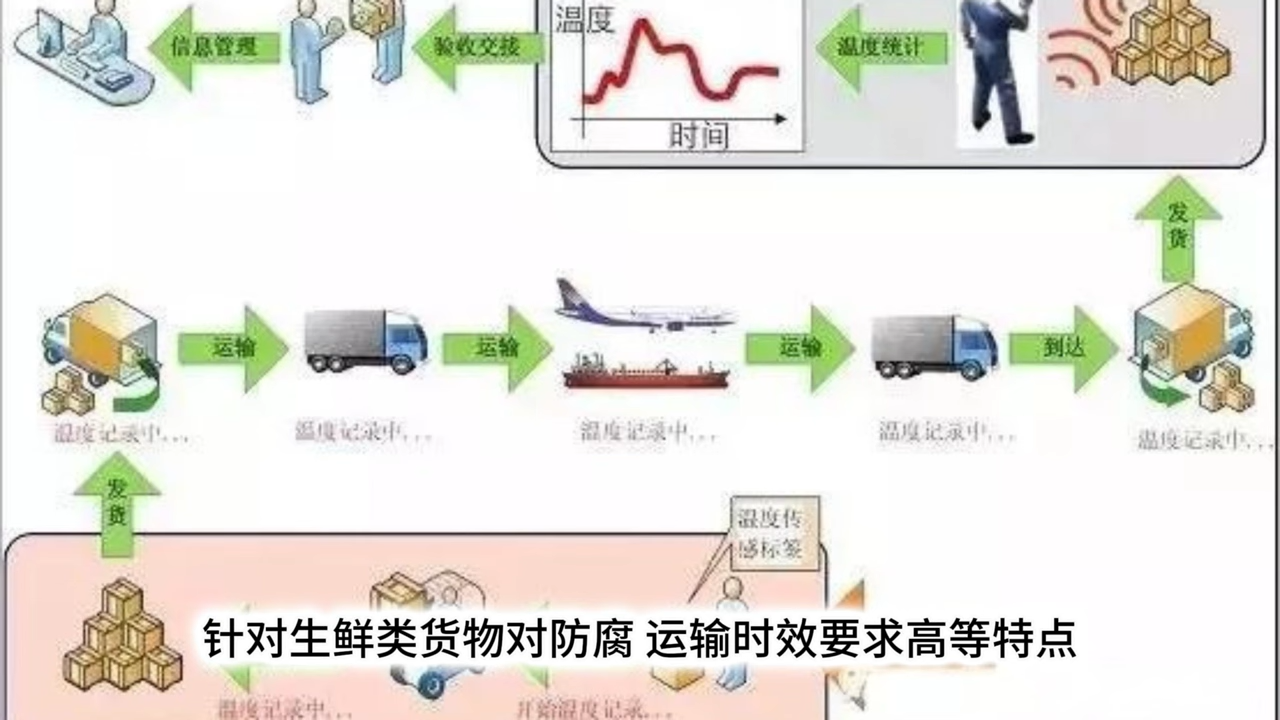 温度
信息管理
验收交接
温度统计
时间
发
货
运输
运输
运输
到达
温度记录中...
温度记录中...
温度记录中...
温度记录中...
温度记录中...
发
货
温度传
感标签
针对生鲜类货物对防腐 运输时效要求高等特点
温度记录中...
开始温度记录...